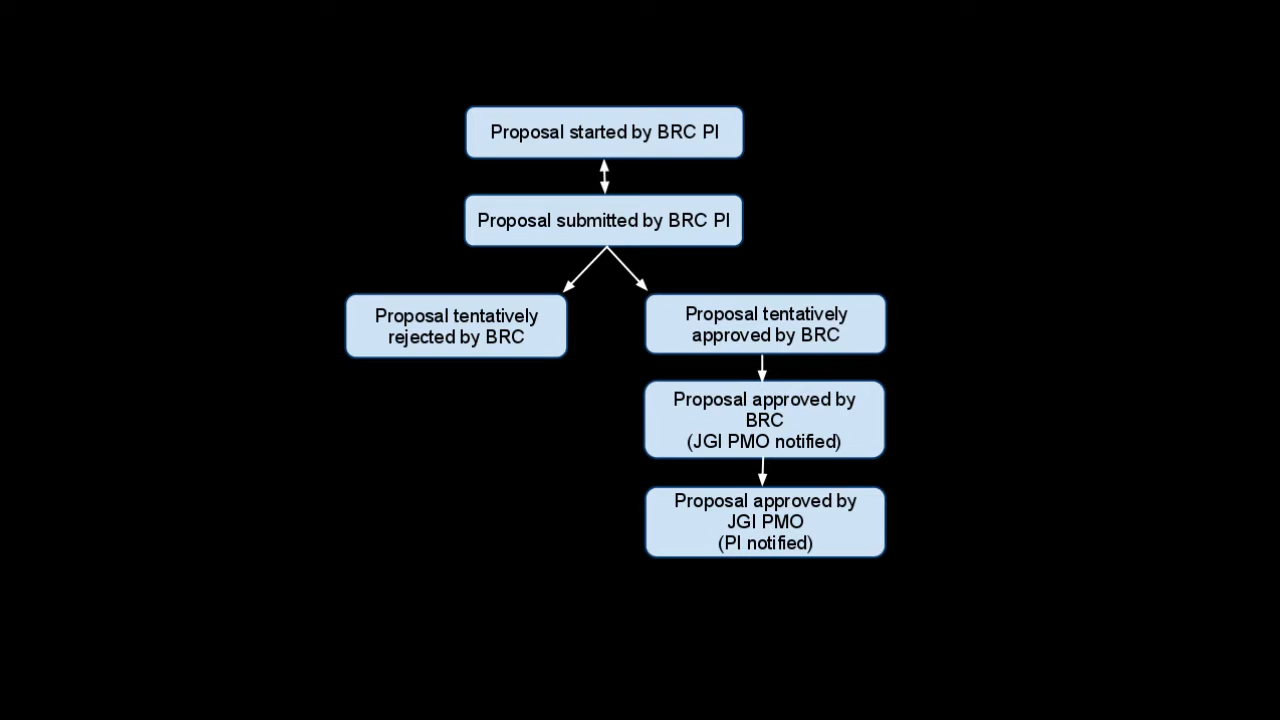 Proposal started by BRC PI
Proposal submitted by BRC PI
Proposal tentatively
rejected by BRC
Proposal tentatively
approved by BRC
Proposal approved by
BRC
(JGI PMO notified)
Proposal approved by
JGI PMO
(PI notified)